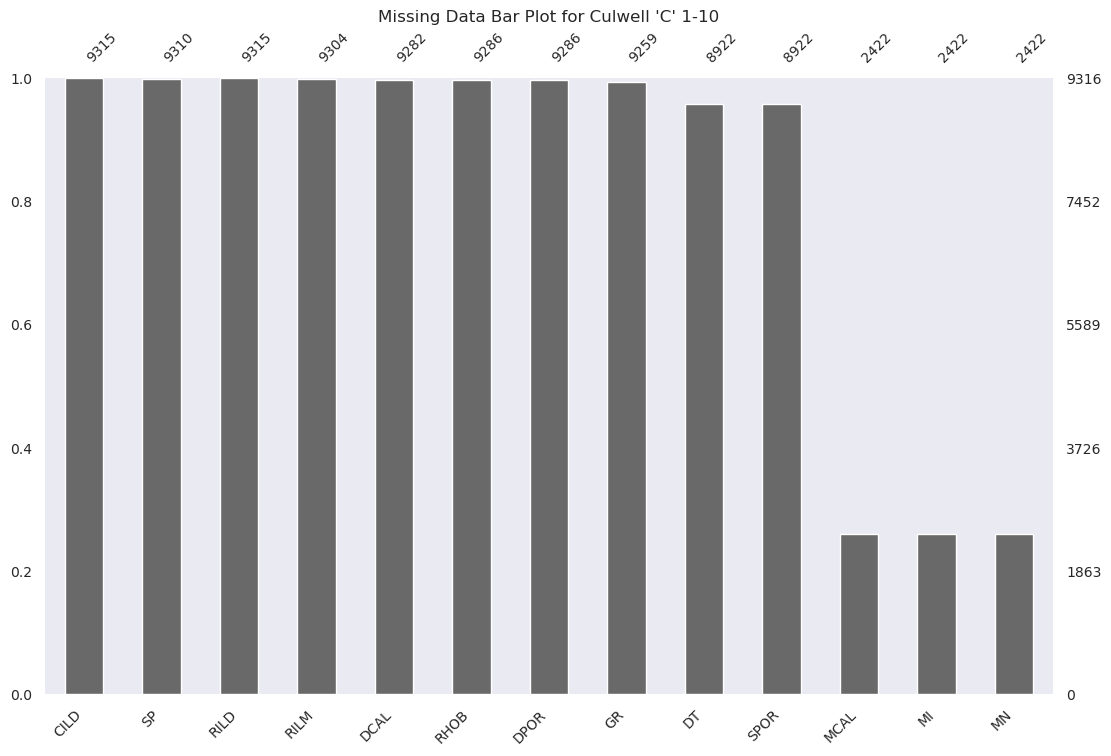 Missing Data Bar Plot for Culwell 'C' 1-10
9315 9310 9315 9304 9282 9286 9286 9259 8922 8922 2422 2422 2422
1.0 9316
0.8 7452
0.6 5589
0.4 3726
0.2 1863
0.0 0
CILD SP RILD RILM DCAL RHOB DPOR GR DT SPOR MCAL MI MN